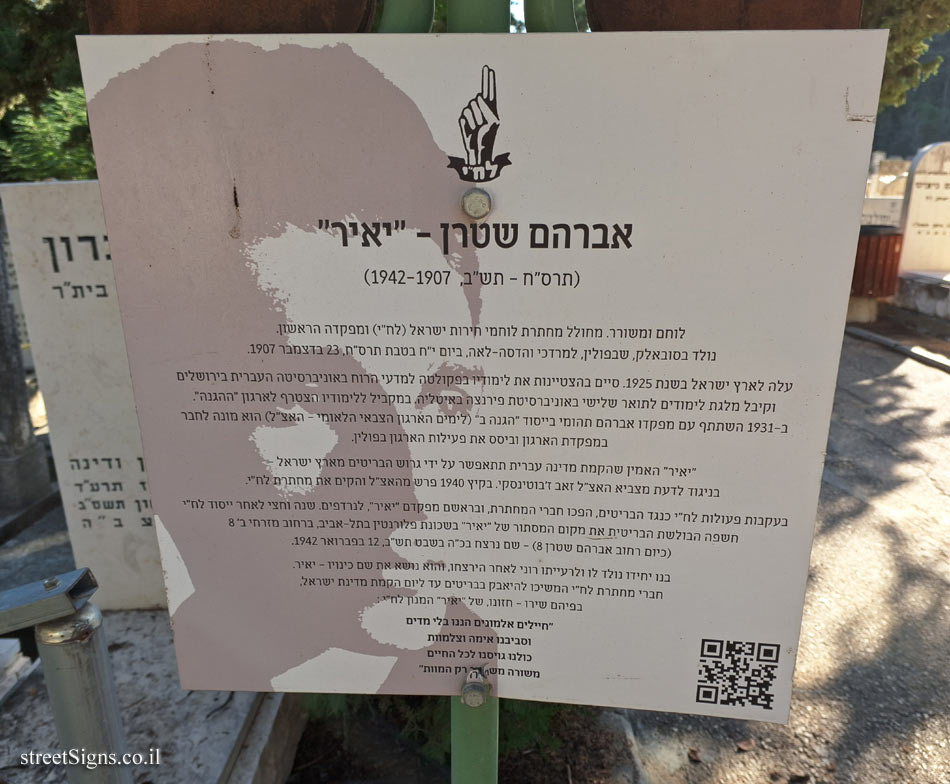 לח"י
אברהם שטרן - "יאיר"
(תרס"ח - תש"ב, 1907-1942)
לוחם ומשורר. מחולל מחתרת לוחמי חירות ישראל (לח"י) ומפקדה הראשון.
נולד בסובאלק, שבפולין, למרדכי והדסה-לאה, ביום י"ח בטבת תרס"ח, 23 בדצמבר 1907.
עלה לארץ ישראל בשנת 1925. סיים בהצטיינות את לימודיו בפקולטה למדעי הרוח באוניברסיטה העברית בירושלים
וקיבל מלגת לימודים לתואר שלישי באוניברסיטת פירנצה באיטליה. במקביל ללימודיו הצטרף לארגון "ההגנה".
ב-1931 השתתף עם מפקדו אברהם תהומי בייסוד "הגנה ב" (לימים הארגון הצבאי הלאומי - האצ"ל) הוא מונה לחבר
במפקדת הארגון וביסס את פעילות הארגון בפולין.
"יאיר" האמין שהקמת מדינה עברית תתאפשר על ידי גרוש הבריטים מארץ ישראל -
בניגוד לדעת מצביא האצ"ל זאב ז'בוטינסקי. בקיץ 1940 פרש מהאצ"ל והקים את מחתרת לח"י.
בעקבות פעולות לח"י כנגד הבריטים, הפכו חברי המחתרת, ובראשם מפקדם "יאיר", לנרדפים. שנה וחצי לאחר ייסוד לח"י
חשפה הבולשת הבריטית את מקום המסתור של "יאיר" בשכונת פלורנטין בתל-אביב, ברחוב מזרחי ב' 8
(כיום רחוב אברהם שטרן 8) - שם נרצח בכ"ה בשבט תש"ב, 12 בפברואר 1942.
בנו יחידו נולד לו ולרעייתו רוני לאחר הירצחו, והוא נושא את שם כינויו - יאיר.
חברי מחתרת לח"י המשיכו להיאבק בבריטים עד ליום הקמת מדינת ישראל,
בפיהם שירו - חזונו, של "יאיר" המנון לח"י:
"חיילים אלמונים הננו בלי מדים
וסביבנו אימה וצלמוות
כולנו גויסנו לכל החיים
משורה רק המוות"
רון
בית"ר
ודינה
תרע"ד
תשס"ב
ב"ה
streetSigns.co.il